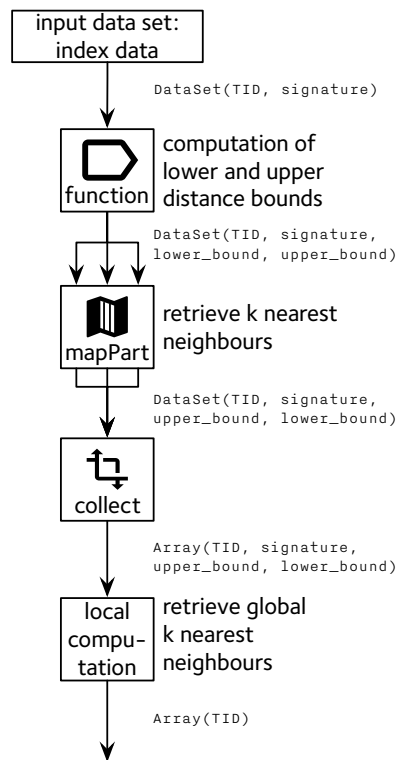 input data set:
index data
DataSet(TID, signature)
function
computation of
lower and upper
distance bounds
DataSet(TID, signature,
lower_bound, upper_bound)
mapPart
retrieve k nearest
neighbours
DataSet(TID, signature,
upper_bound, lower_bound)
collect
Array(TID, signature,
upper_bound, lower_bound)
local
compu-
tation
retrieve global
k nearest
neighbours
Array(TID)